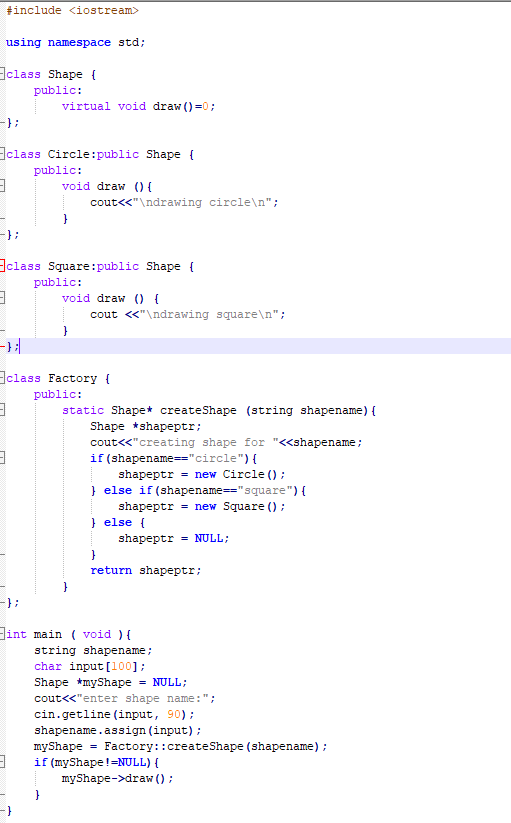 #include <iostream>
using namespace std;
class Shape {
public:
virtual void draw()=0;
};
class Circle:public Shape {
public:
void draw (){
cout<<"\ndrawing circle\n";
}
};
class Square:public Shape {
public:
void draw () {
cout <<"\ndrawing square\n";
}
};
class Factory {
public:
static Shape* createShape (string shapename){
Shape *shapeptr;
cout<<"creating shape for "<<shapename;
if(shapename=="circle"){
shapeptr = new Circle();
} else if(shapename=="square"){
shapeptr = new Square();
} else {
shapeptr = NULL;
}
return shapeptr;
}
};
int main ( void ){
string shapename;
char input[100];
Shape *myShape = NULL;
cout<<"enter shape name:";
cin.getline(input, 90);
shapename.assign(input);
myShape = Factory::createShape(shapename);
if(myShape!=NULL){
myShape->draw();
}
}